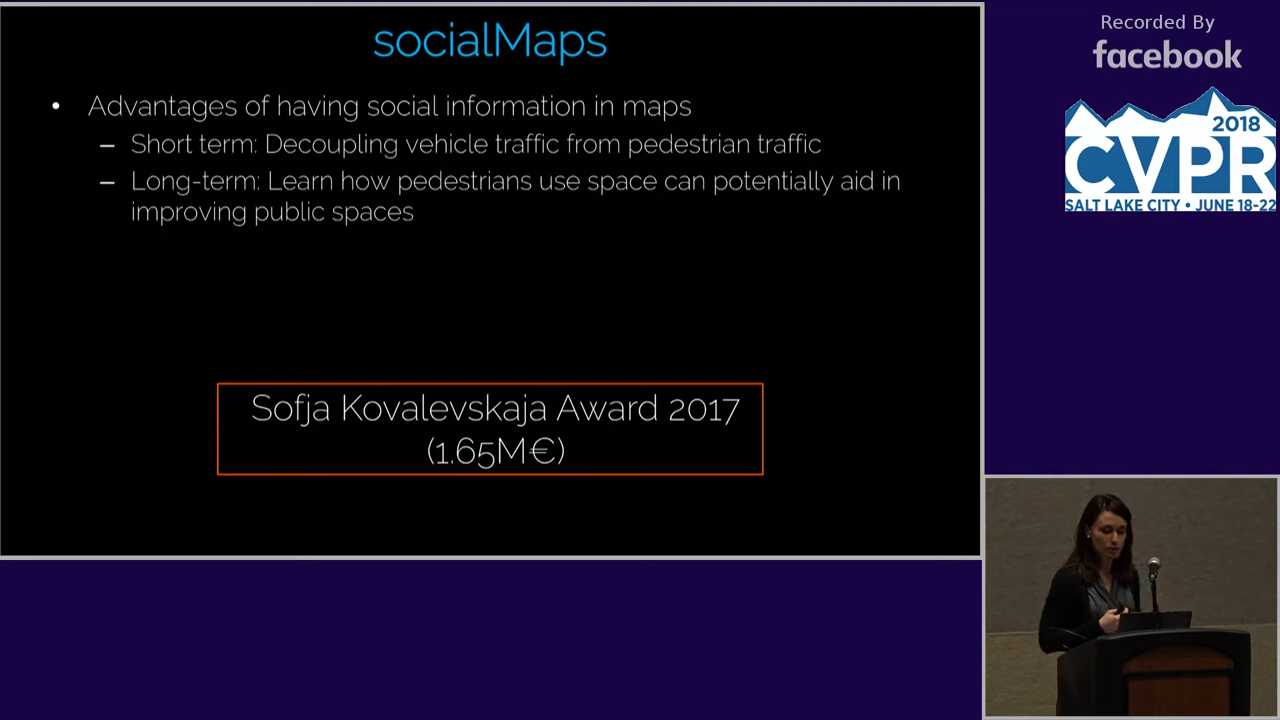 socialMaps
• Advantages of having social information in maps
– Short term: Decoupling vehicle traffic from pedestrian traffic
– Long-term: Learn how pedestrians use space can potentially aid in
improving public spaces
Sofja Kovalevskaja Award 2017
(1.65M€)
Recorded By
facebook
2018
CVPR
SALT LAKE CITY • JUNE 18-22